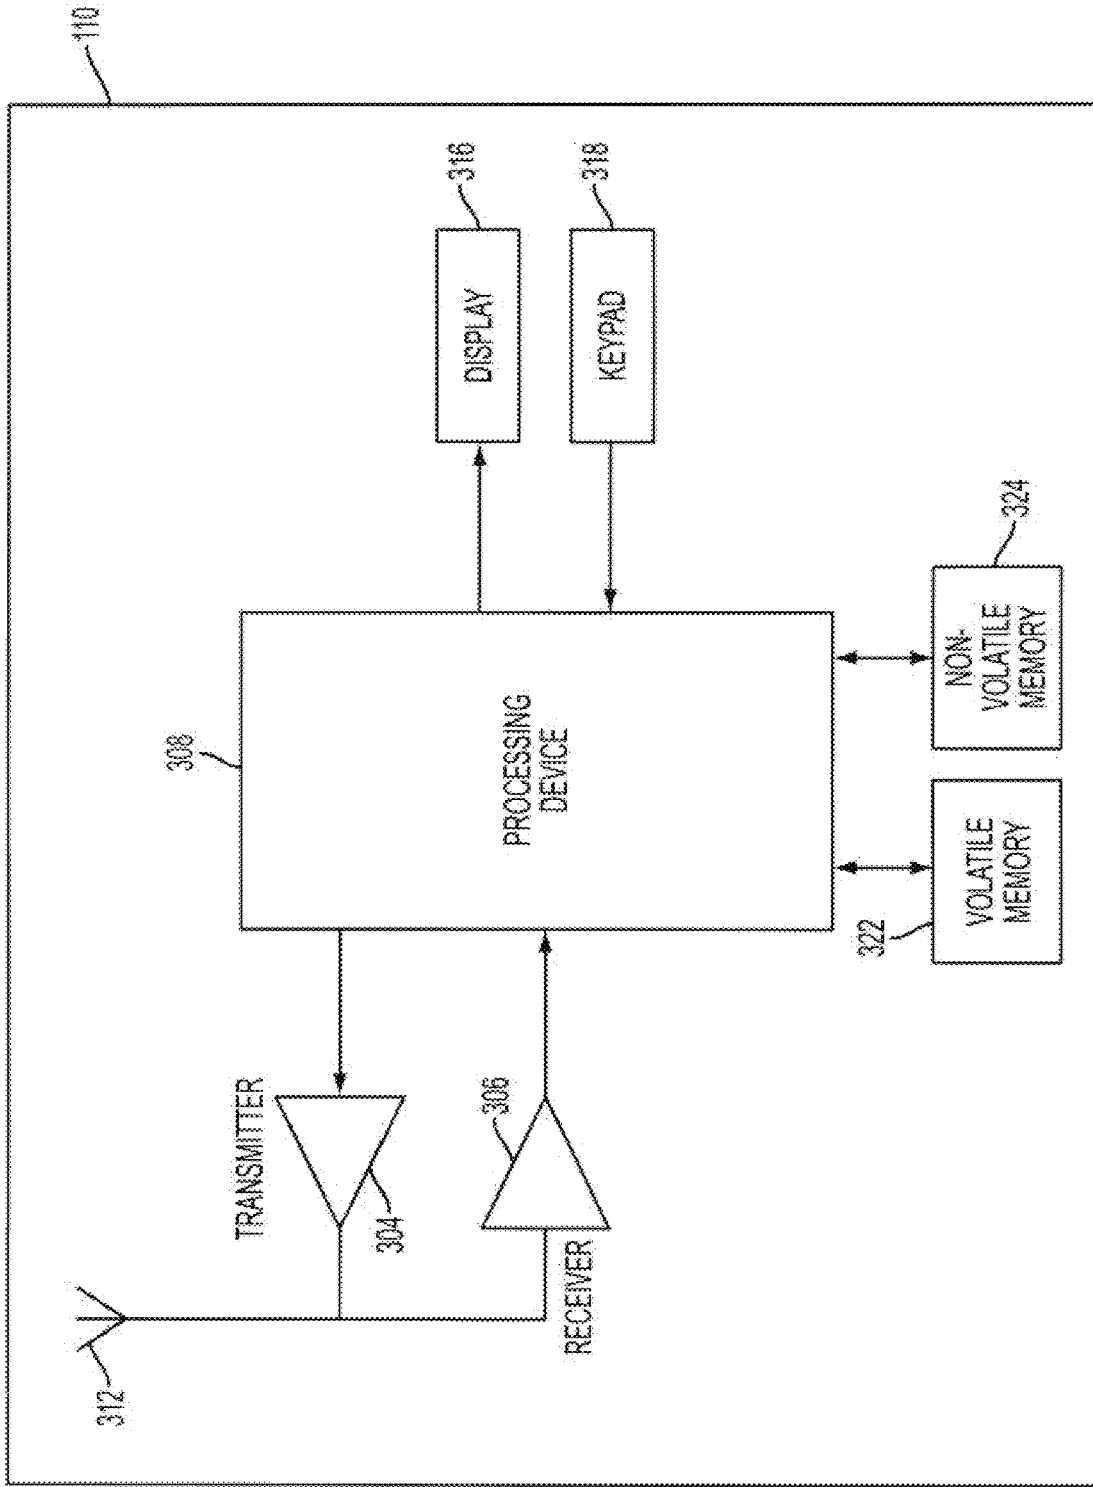 110
312
TRANSMITTER
304
306
RECEIVER
308
PROCESSING
DEVICE
DISPLAY
316
KEYPAD
318
322
VOLATILE
MEMORY
NON-
VOLATILE
MEMORY
324